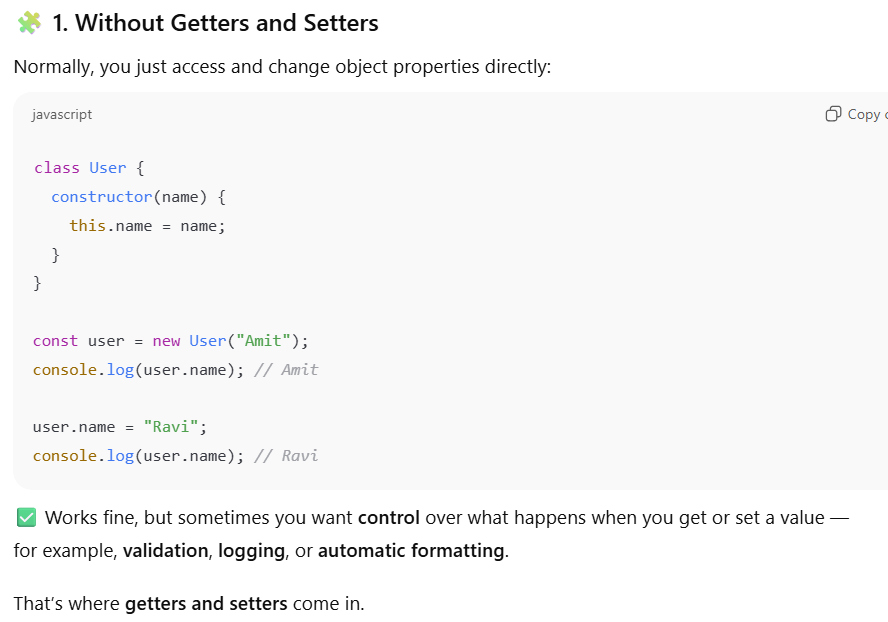 🧩 1. Without Getters and Setters
Normally, you just access and change object properties directly:
javascript
Copy c
class User {
  constructor(name) {
    this.name = name;
  }
}
const user = new User("Amit");
console.log(user.name); // Amit
user.name = "Ravi";
console.log(user.name); // Ravi
✅ Works fine, but sometimes you want control over what happens when you get or set a value —
for example, validation, logging, or automatic formatting.
That's where getters and setters come in.